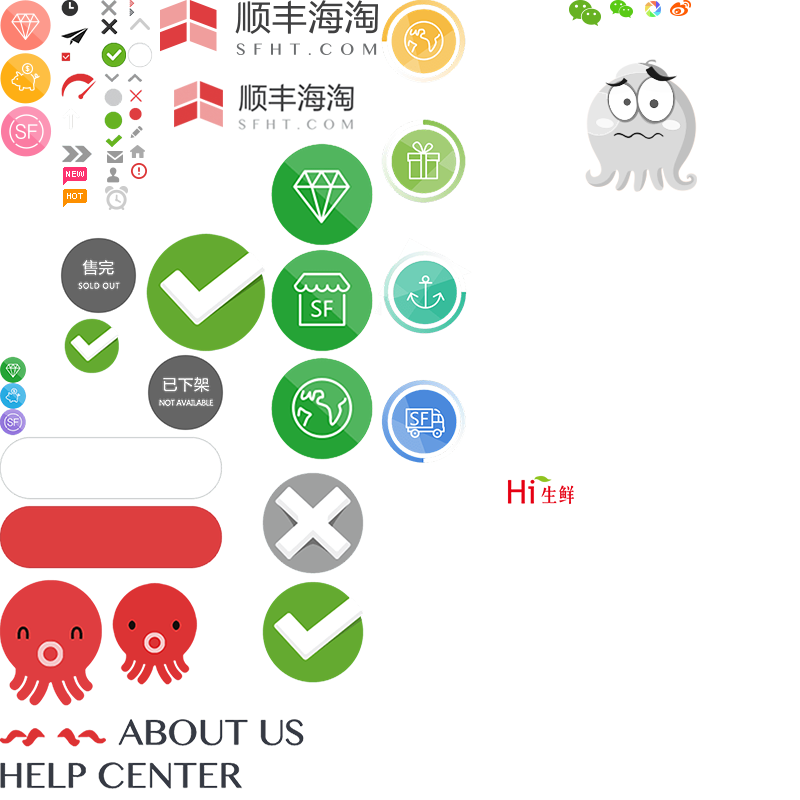 顺丰海淘
SFHT.COM
顺丰海淘
SFHT.COM
SF
NEW
HOT
售完
SOLD OUT
SF
已下架
NOT AVAILABLE
SF
SF
Hi生鲜
ABOUT US
HELP CENTER